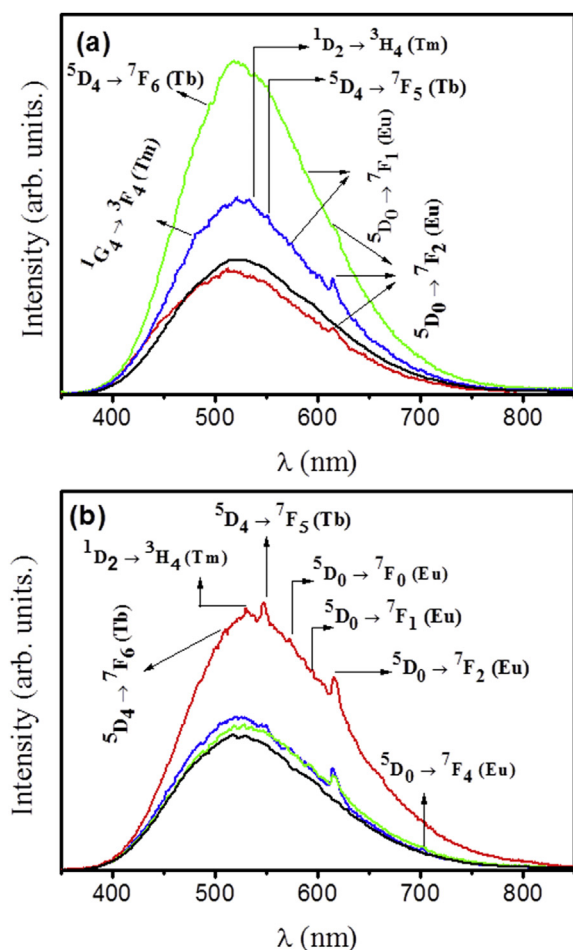 (a)
¹D₂ → ³H₄ (Tm)
⁵D₄ → ⁷F₆ (Tb)
⁵D₄ → ⁷F₅ (Tb)
¹G₄ → ³F₄ (Tm)
⁵D₀ → ⁷F₁ (Eu)
⁵D₀ → ⁷F₂ (Eu)
Intensity (arb. units.)
400 500 600 700 800
λ (nm)
(b)
⁵D₄ → ⁷F₅ (Tb)
¹D₂ → ³H₄ (Tm)
⁵D₀ → ⁷F₀ (Eu)
⁵D₀ → ⁷F₁ (Eu)
⁵D₄ → ⁷F₆ (Tb)
⁵D₀ → ⁷F₂ (Eu)
⁵D₀ → ⁷F₄ (Eu)
Intensity (arb. units.)
400 500 600 700 800
λ (nm)